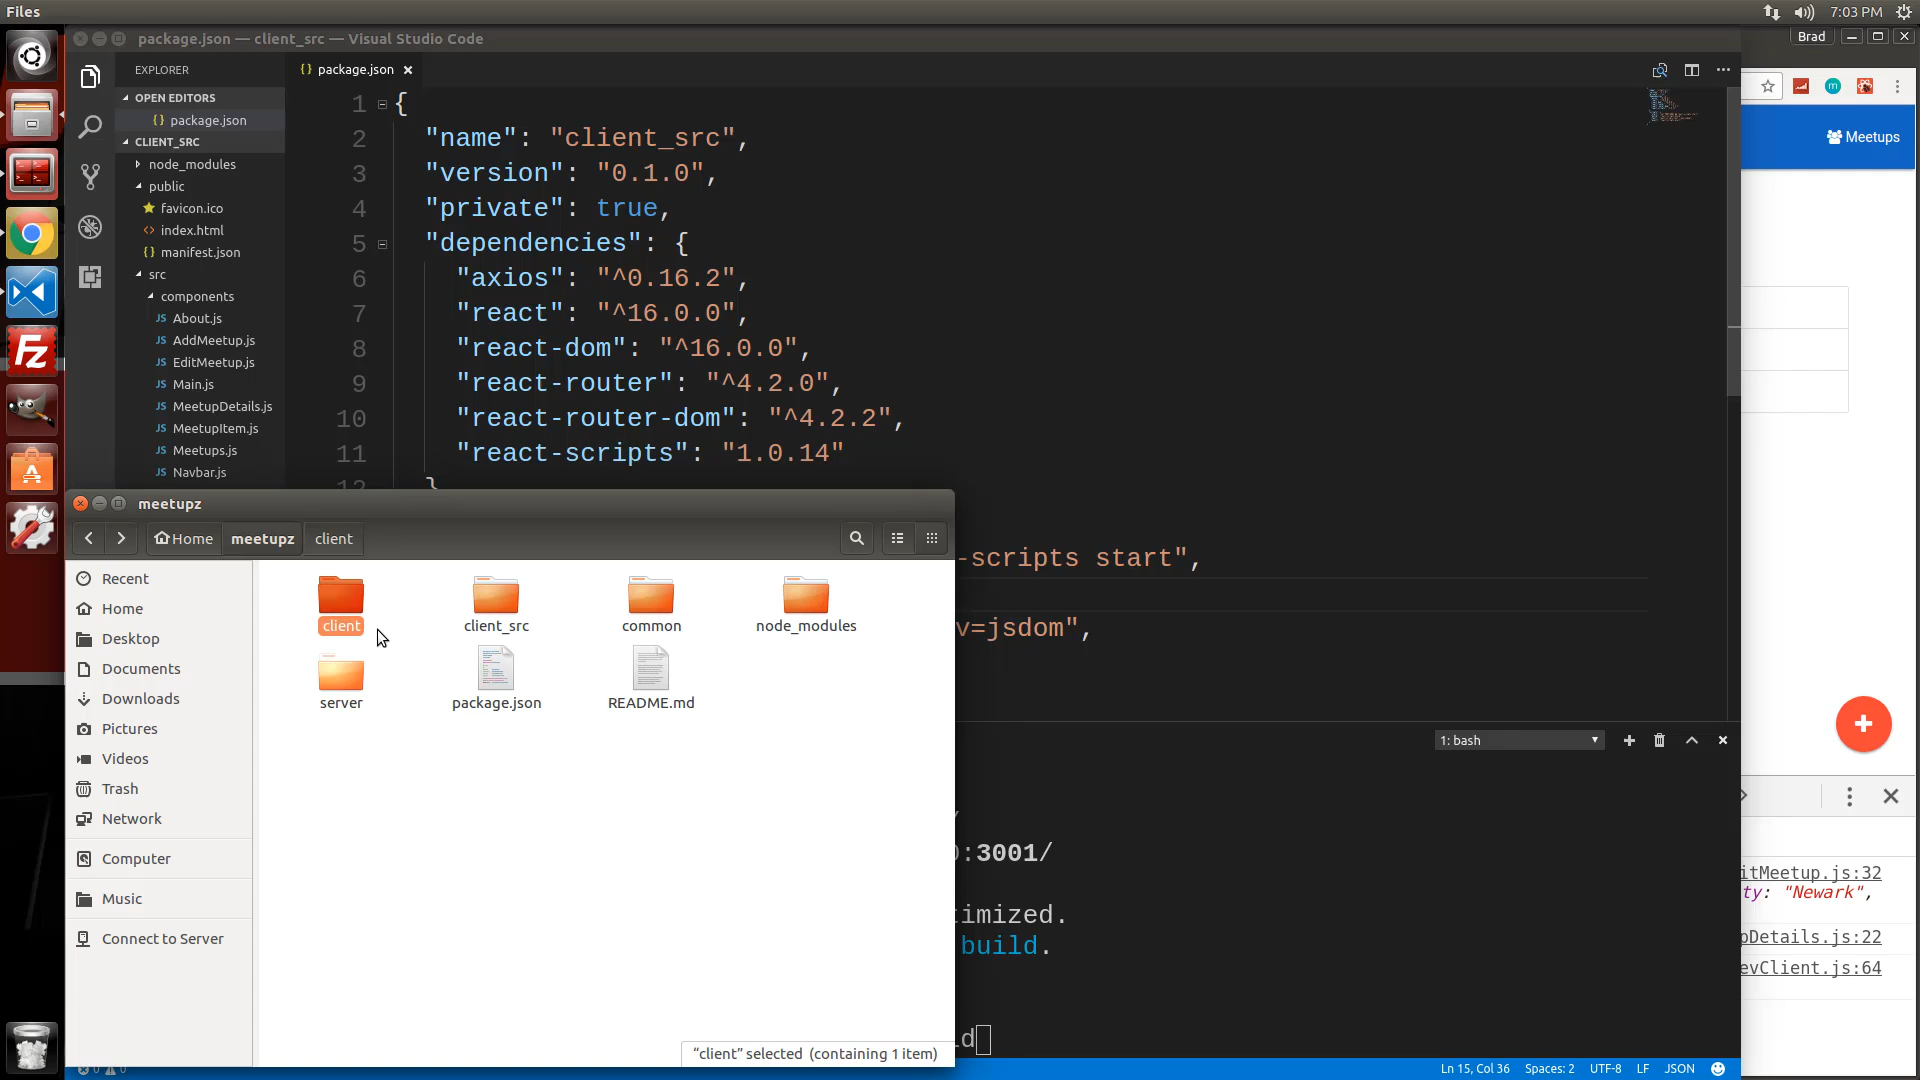 Files
7:03 PM
package.json — client_src — Visual Studio Code
Brad
EXPLORER
OPEN EDITORS
package.json
CLIENT_SRC
node_modules
public
favicon.ico
index.html
manifest.json
src
components
About.js
AddMeetup.js
EditMeetup.js
Main.js
MeetupDetails.js
MeetupItem.js
Meetups.js
Navbar.js
package.json
1 {
2 "name": "client_src",
3 "version": "0.1.0",
4 "private": true,
5 "dependencies": {
6 "axios": "^0.16.2",
7 "react": "^16.0.0",
8 "react-dom": "^16.0.0",
9 "react-router": "^4.2.0",
10 "react-router-dom": "^4.2.2",
11 "react-scripts": "1.0.14"
12 }
-scripts start",
v=jsdom",
Meetups
meetupz
Home
meetupz
client
Recent
Home
Desktop
Documents
Downloads
Pictures
Videos
Trash
Network
Computer
Music
Connect to Server
client
client_src
common
node_modules
server
package.json
README.md
"client" selected (containing 1 item)
1: bash
:3001/
timized.
build.
ld
itMeetup.js:32
ty: "Newark",
pDetails.js:22
evClient.js:64
0 0
Ln 15, Col 36
Spaces: 2
UTF-8
LF
JSON